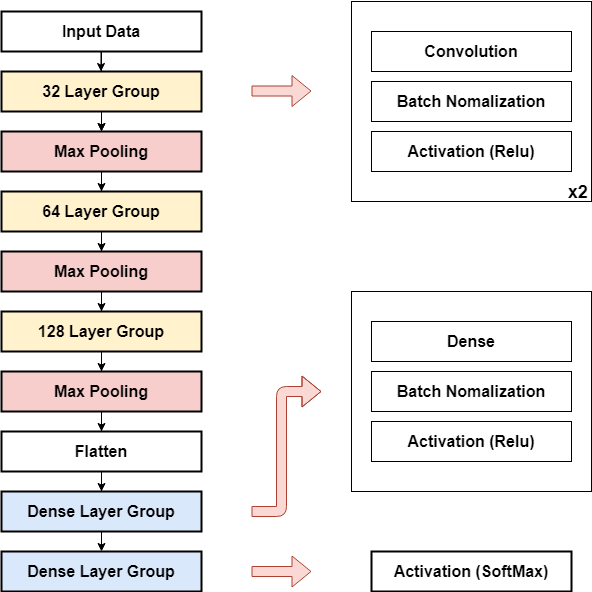 Input Data
32 Layer Group
Max Pooling
64 Layer Group
Max Pooling
128 Layer Group
Max Pooling
Flatten
Dense Layer Group
Dense Layer Group
Convolution
Batch Nomalization
Activation (Relu)
x2
Dense
Batch Nomalization
Activation (Relu)
Activation (SoftMax)